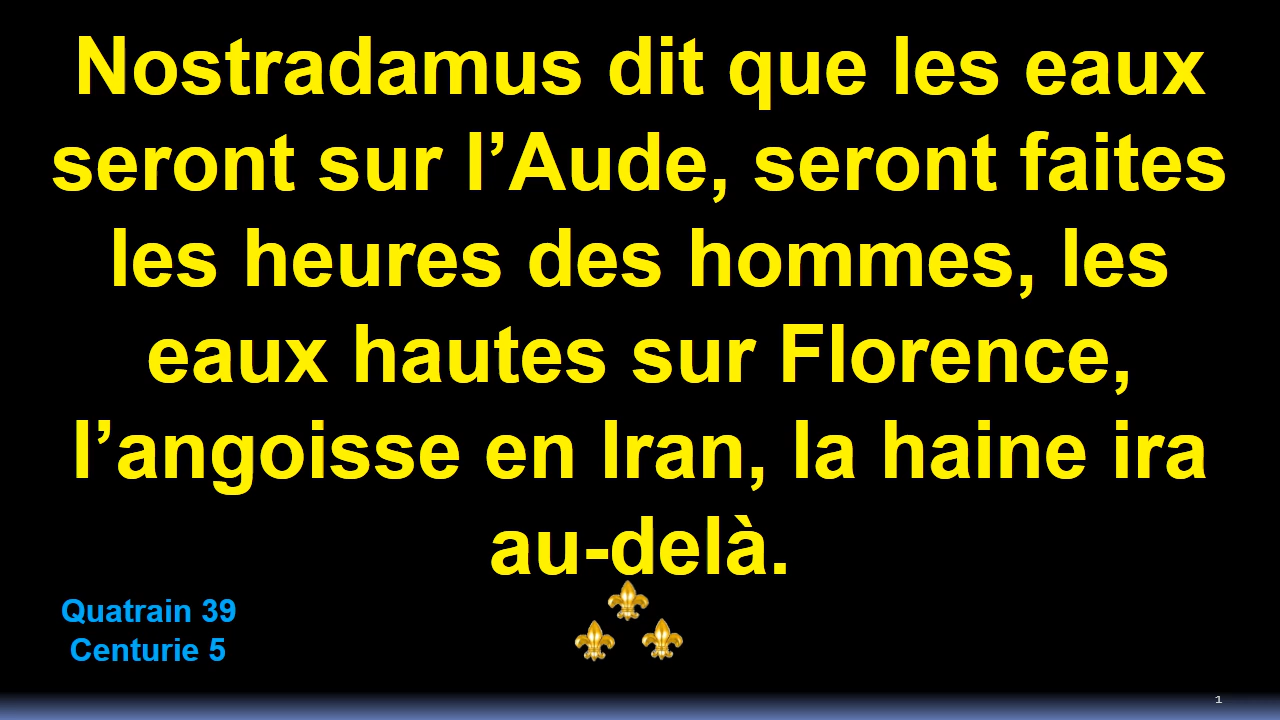 Nostradamus dit que les eaux
seront sur l’Aude, seront faites
les heures des hommes, les
eaux hautes sur Florence,
l’angoisse en Iran, la haine ira
au-delà.
Quatrain 39
Centurie 5
1